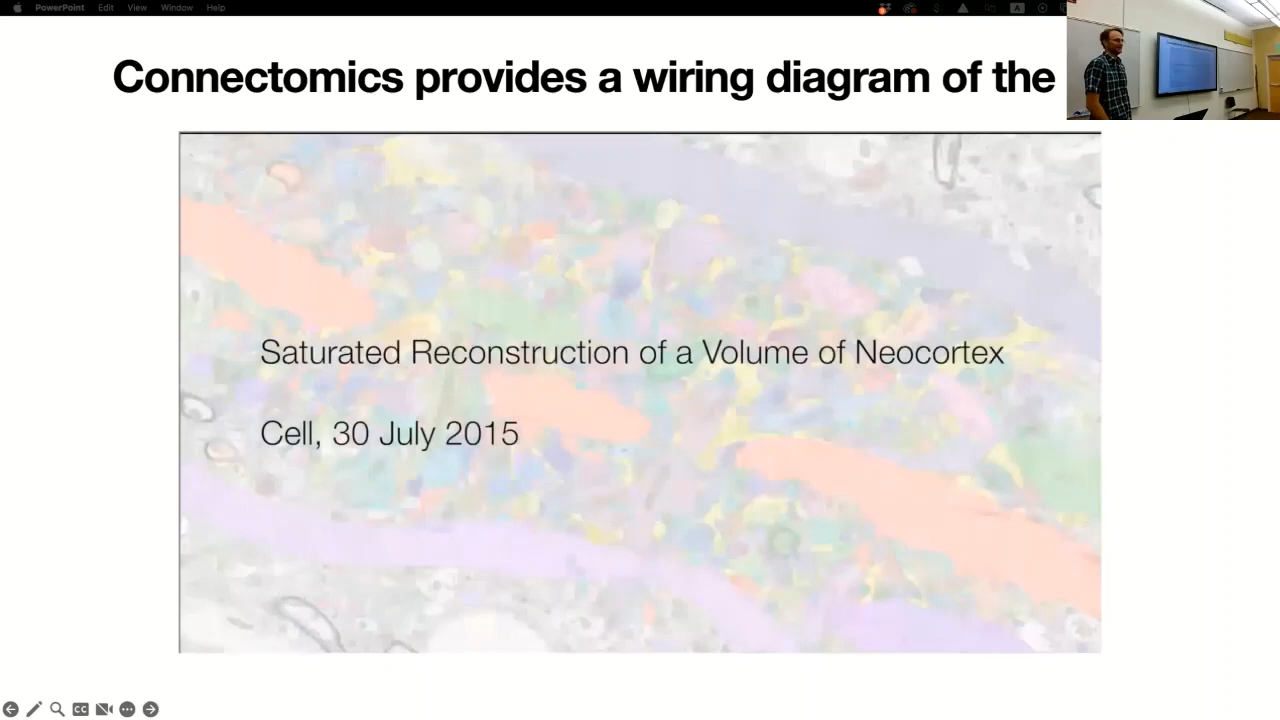 PowerPoint Edit View Window Help
Connectomics provides a wiring diagram of the
Saturated Reconstruction of a Volume of Neocortex
Cell, 30 July 2015
CC